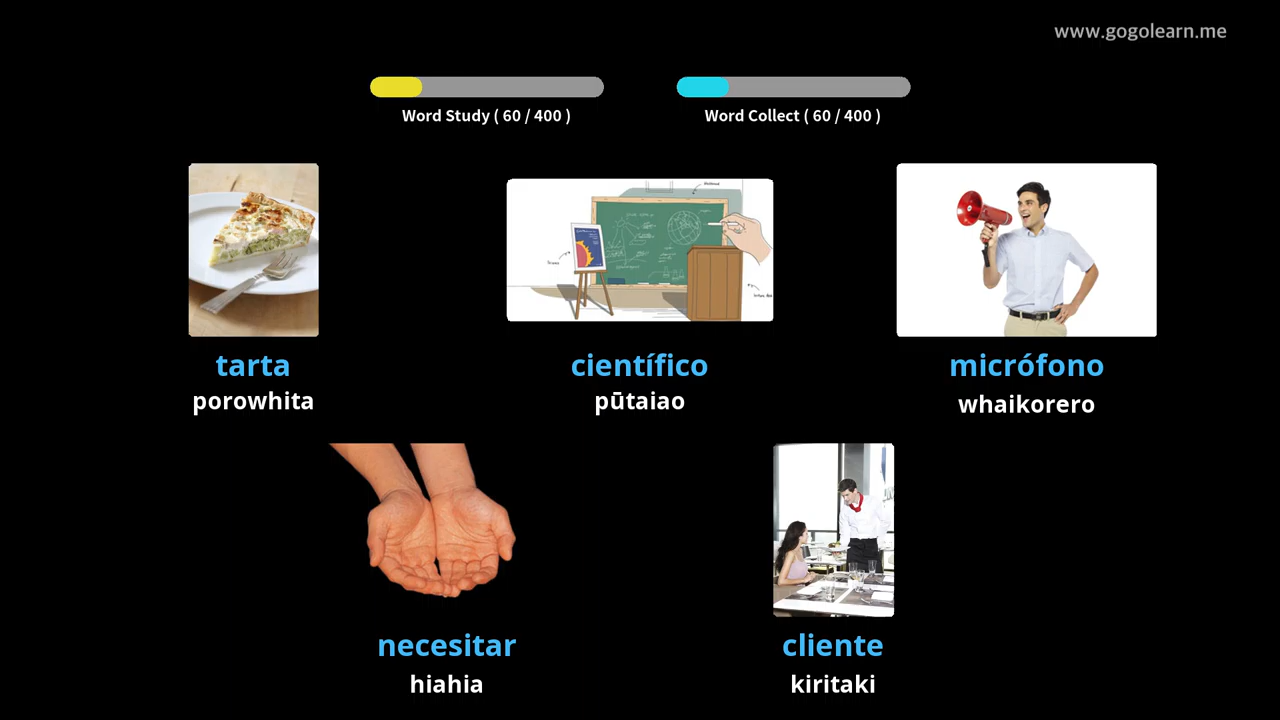 www.gogolearn.me
Word Study ( 60 / 400 )
Word Collect ( 60 / 400 )
tarta
porowhita
científico
pūtaiao
micrófono
whaikorero
necesitar
hiahia
cliente
kiritaki